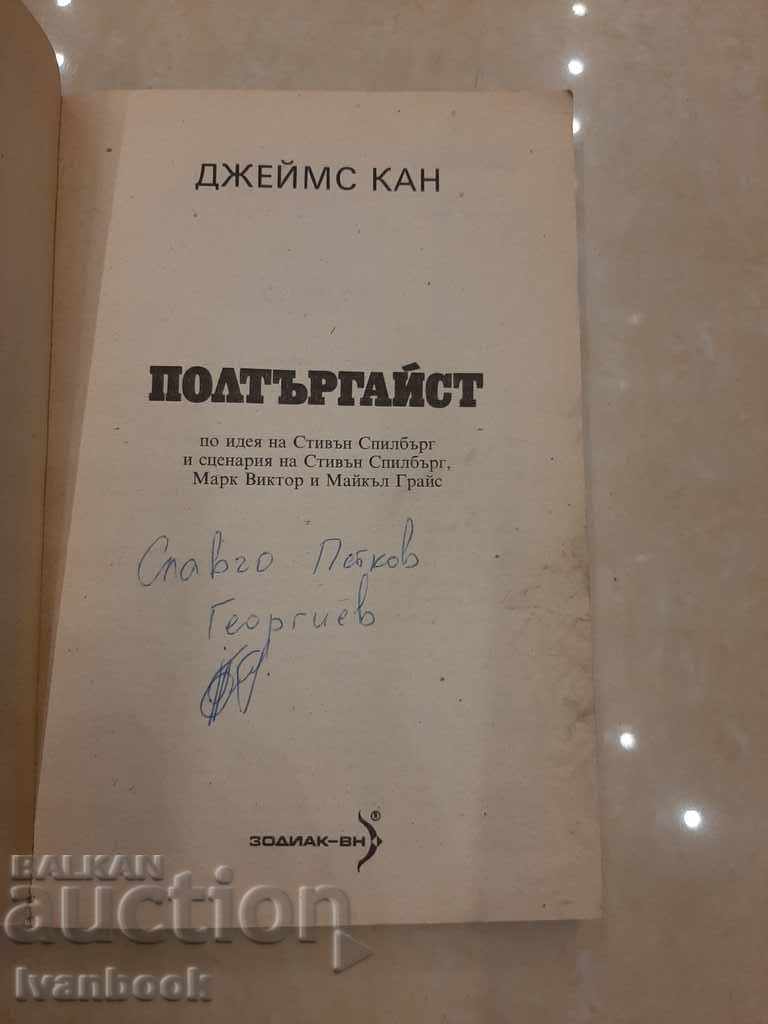 ДЖЕЙМС КАН
ПОЛТЪРГАЙСТ
по идея на Стивън Спилбърг
и сценария на Стивън Спилбърг,
Марк Виктор и Майкъл Грайс
Славчо Петков
Георгиев
ЗОДИАК-ВН ®
BALKAN
auction
Ivanbook